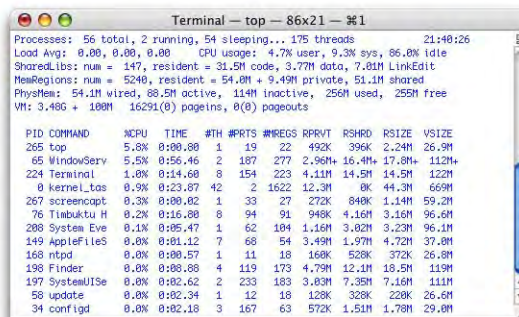 Terminal — top — 86x21 — ⌘1
Processes: 56 total, 2 running, 54 sleeping... 175 threads 21:40:26
Load Avg: 0.00, 0.00, 0.00 CPU usage: 4.7% user, 9.3% sys, 86.0% idle
SharedLibs: num = 147, resident = 31.5M code, 3.77M data, 7.01M LinkEdit
MemRegions: num = 5240, resident = 54.0M + 9.49M private, 51.1M shared
PhysMem: 54.1M wired, 88.5M active, 114M inactive, 256M used, 255M free
VM: 3.48G + 100M 16291(0) pageins, 0(0) pageouts
PID COMMAND %CPU TIME #TH #PRTS #MREGS RPRVT RSHRD RSIZE VSIZE
265 top 5.8% 0:00.80 1 19 22 492K 396K 2.24M 26.9M
65 WindowServ 5.5% 0:56.46 2 187 277 2.96M+ 16.4M+ 17.8M+ 112M+
224 Terminal 1.0% 0:14.60 8 154 223 4.11M 14.5M 14.5M 122M
0 kernel_tas 0.9% 0:23.87 42 2 1622 12.3M 0K 44.3M 669M
267 screencapt 0.3% 0:00.02 1 33 27 272K 840K 1.14M 59.2M
76 Timbuktu H 0.2% 0:16.80 8 94 91 948K 4.16M 3.16M 96.6M
208 System Eve 0.1% 0:05.47 1 62 104 1.16M 3.02M 3.23M 96.1M
149 AppleFileS 0.0% 0:01.12 7 68 54 3.49M 1.97M 4.72M 37.0M
168 ntpd 0.0% 0:00.57 1 11 18 160K 528K 372K 26.8M
198 Finder 0.0% 0:08.88 4 119 173 4.79M 12.1M 18.5M 119M
197 SystemUISe 0.0% 0:02.62 2 233 183 3.03M 7.35M 7.16M 111M
58 update 0.0% 0:02.34 1 12 18 128K 328K 220K 26.6M
34 configd 0.0% 0:02.18 3 167 63 572K 1.51M 1.78M 29.0M